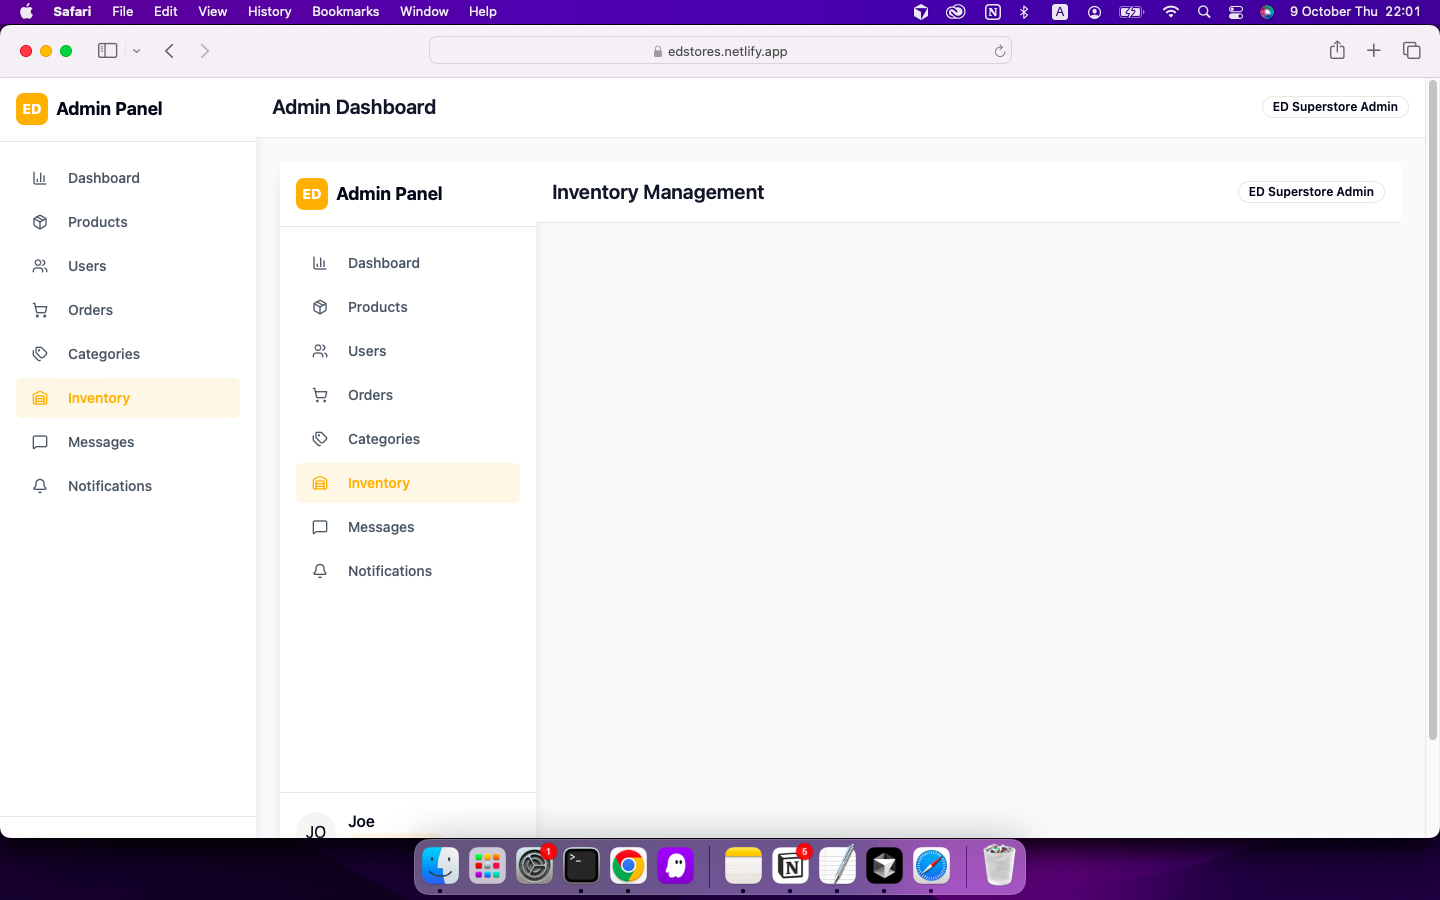 Safari File Edit View History Bookmarks Window Help
N A 9 October Thu 22:01
edstores.netlify.app
ED Admin Panel
Dashboard
Products
Users
Orders
Categories
Inventory
Messages
Notifications
Admin Dashboard
ED Superstore Admin
ED Admin Panel
Dashboard
Products
Users
Orders
Categories
Inventory
Messages
Notifications
JO Joe
Inventory Management
ED Superstore Admin
1
>_
N
5